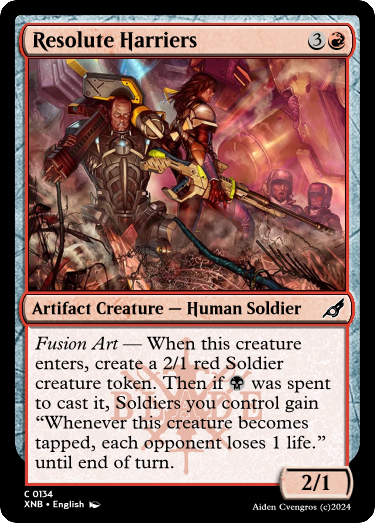 Resolute Harriers 3
Artifact Creature — Human Soldier
Fusion Art — When this creature
enters, create a 2/1 red Soldier
creature token. Then if was spent
to cast it, Soldiers you control gain
“Whenever this creature becomes
tapped, each opponent loses 1 life.”
until end of turn.
2/1
C 0134
XNB • English
Aiden Cvengros (c)2024